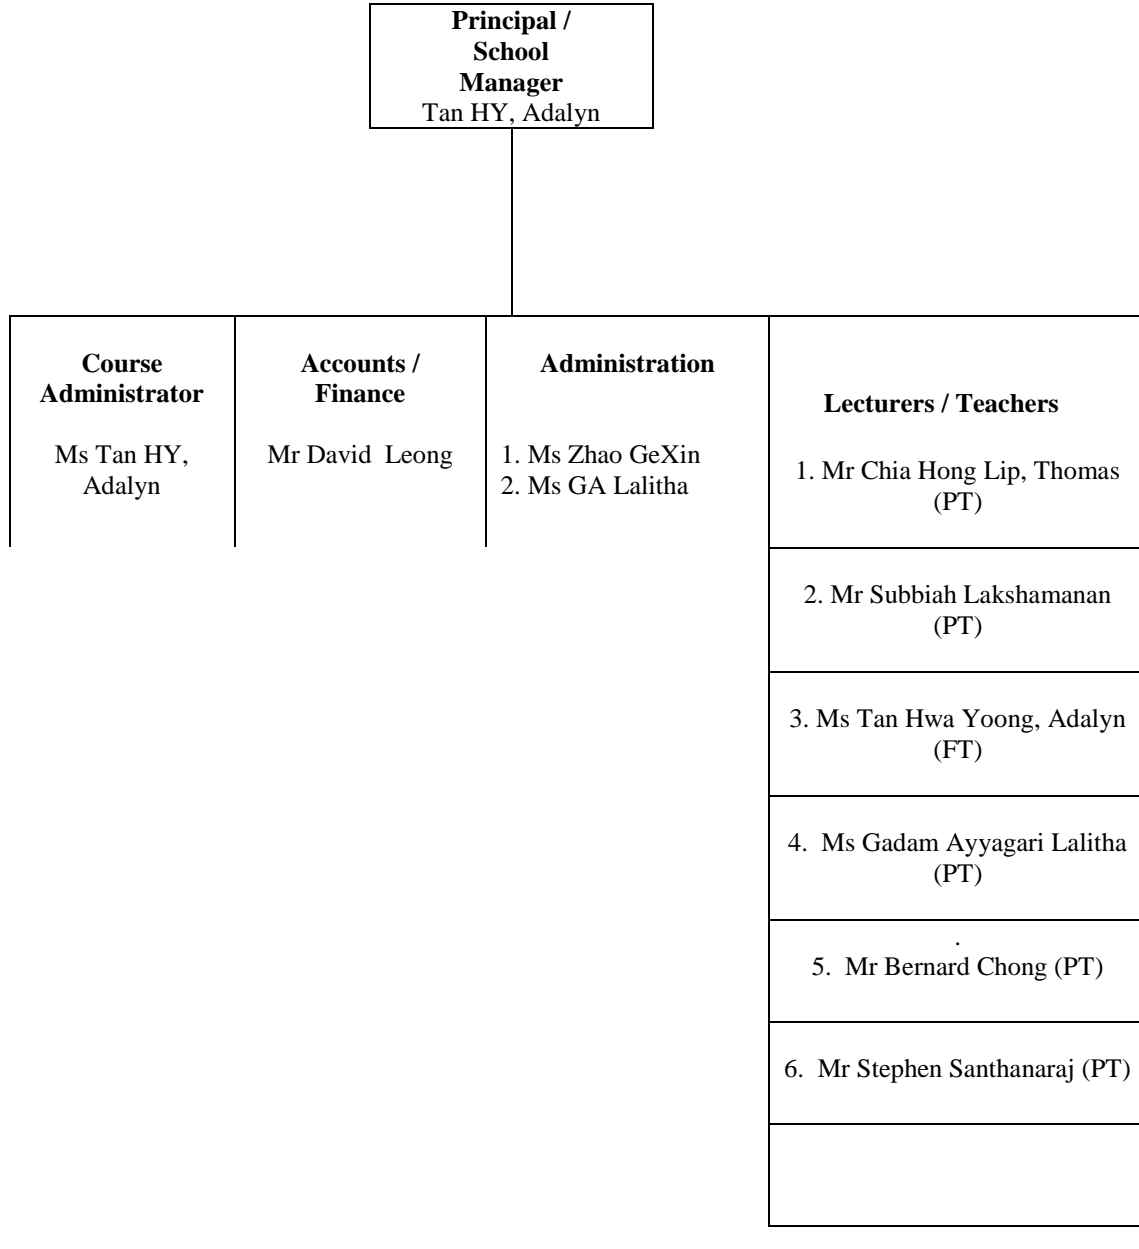 Principal /
School
Manager
Tan HY, Adalyn
Course
Administrator
Ms Tan HY,
Adalyn
Accounts /
Finance
Mr David  Leong
Administration
1. Ms Zhao GeXin
2. Ms GA Lalitha
Lecturers / Teachers
1. Mr Chia Hong Lip, Thomas
(PT)
2. Mr Subbiah Lakshamanan
(PT)
3. Ms Tan Hwa Yoong, Adalyn
(FT)
4.  Ms Gadam Ayyagari Lalitha
(PT)
.
5.  Mr Bernard Chong (PT)
6.  Mr Stephen Santhanaraj (PT)